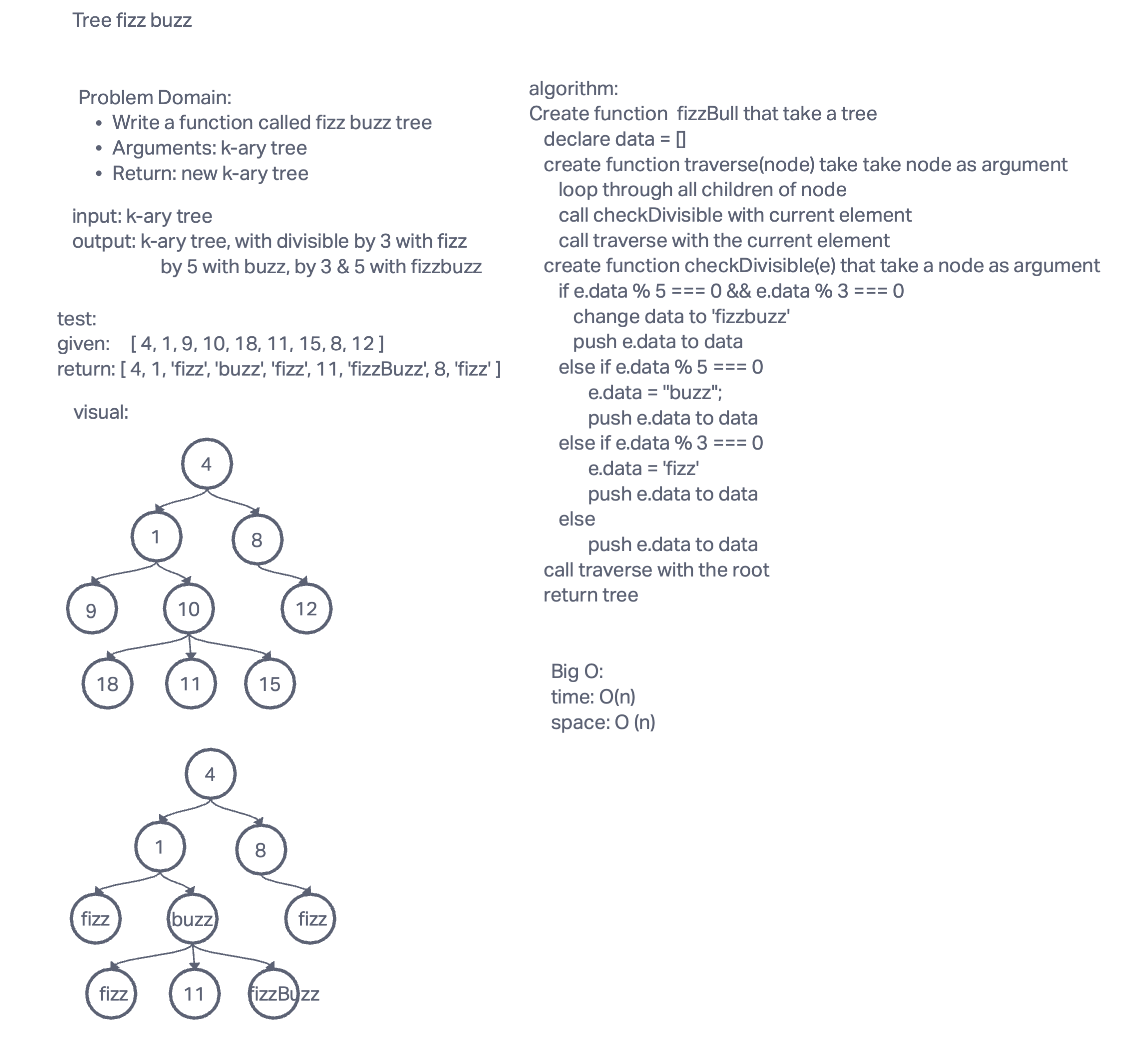 Tree fizz buzz
Problem Domain:
• Write a function called fizz buzz tree
• Arguments: k-ary tree
• Return: new k-ary tree
input: k-ary tree
output: k-ary tree, with divisible by 3 with fizz
by 5 with buzz, by 3 & 5 with fizzbuzz
test:
given: [ 4, 1, 9, 10, 18, 11, 15, 8, 12 ]
return: [ 4, 1, 'fizz', 'buzz', 'fizz', 11, 'fizzBuzz', 8, 'fizz' ]
visual:
4
1 8
9 10 12
18 11 15
4
1 8
fizz buzz fizz
fizz 11 fizzBuzz
algorithm:
Create function fizzBull that take a tree
declare data = []
create function traverse(node) take take node as argument
loop through all children of node
call checkDivisible with current element
call traverse with the current element
create function checkDivisible(e) that take a node as argument
if e.data % 5 === 0 && e.data % 3 === 0
change data to 'fizzbuzz'
push e.data to data
else if e.data % 5 === 0
e.data = "buzz";
push e.data to data
else if e.data % 3 === 0
e.data = 'fizz'
push e.data to data
else
push e.data to data
call traverse with the root
return tree
Big O:
time: O(n)
space: O (n)